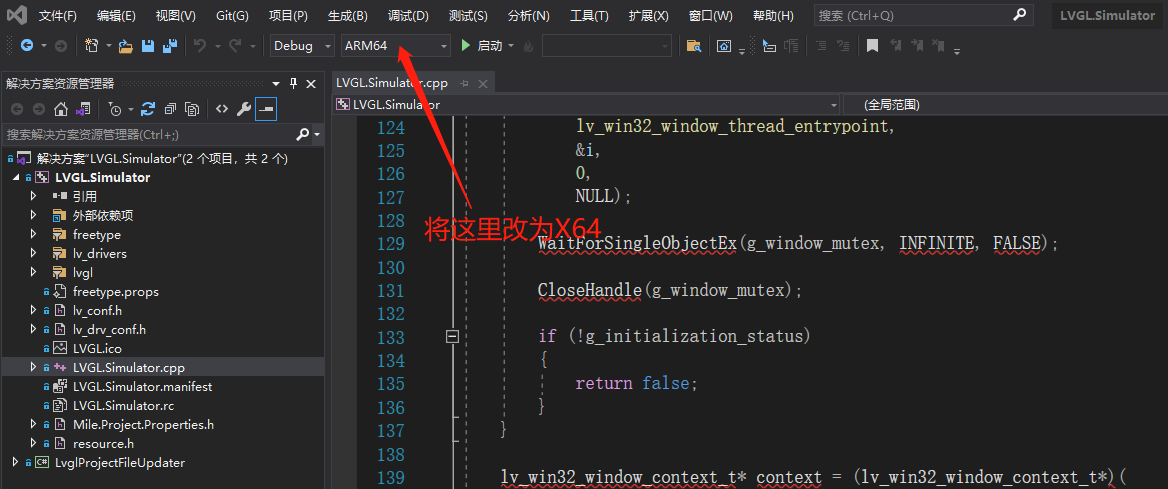 文件(F) 编辑(E) 视图(V) Git(G) 项目(P) 生成(B) 调试(D) 测试(S) 分析(N) 工具(T) 扩展(X) 窗口(W) 帮助(H) 搜索 (Ctrl+Q) LVGL.Simulator
Debug ARM64 启动
解决方案资源管理器
搜索解决方案资源管理器(Ctrl+;)
解决方案"LVGL.Simulator"(2 个项目，共 2 个)
LVGL.Simulator
引用
外部依赖项
freetype
lv_drivers
lvgl
freetype.props
lv_conf.h
lv_drv_conf.h
LVGL.ico
LVGL.Simulator.cpp
LVGL.Simulator.manifest
LVGL.Simulator.rc
Mile.Project.Properties.h
resource.h
LvglProjectFileUpdater
LVGL.Simulator.cpp
LVGL.Simulator (全局范围)
124 lv_win32_window_thread_entrypoint,
125 &i,
126 0,
127 NULL);
128
将这里改为X64
129 WaitForSingleObjectEx(g_window_mutex, INFINITE, FALSE);
130
131 CloseHandle(g_window_mutex);
132
133 if (!g_initialization_status)
134 {
135 return false;
136 }
137 }
138
139 lv_win32_window_context_t* context = (lv_win32_window_context_t*)(